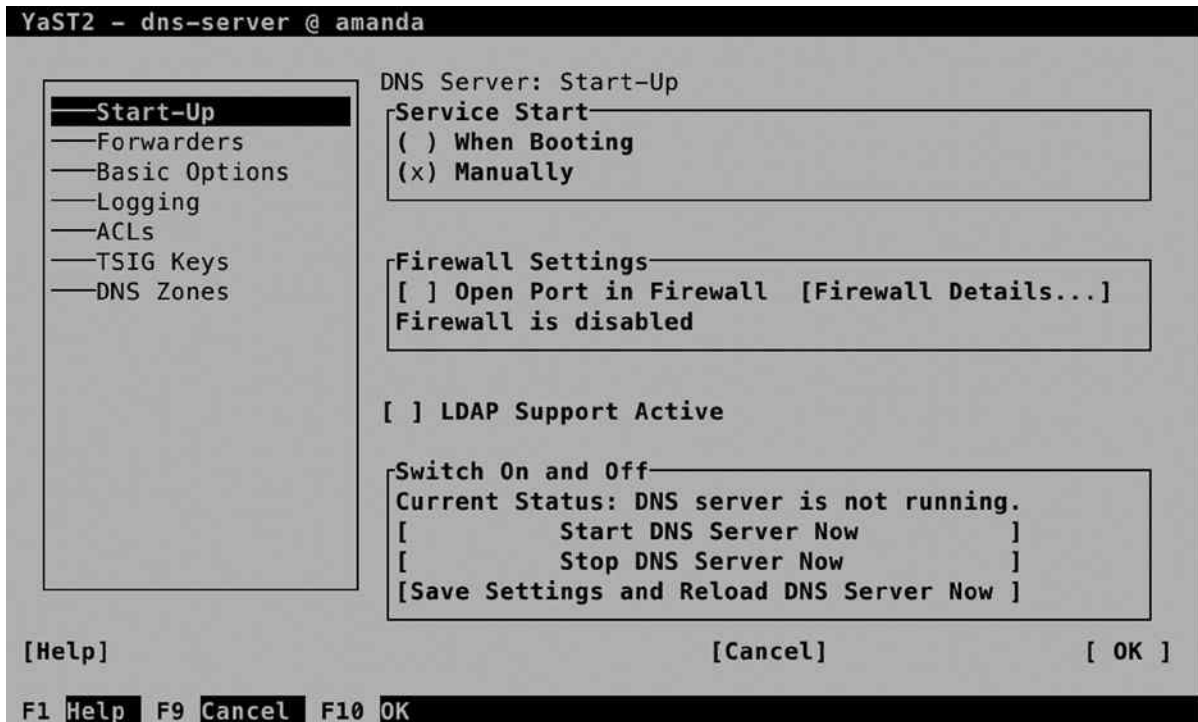 YaST2 - dns-server @ amanda
Start-Up
Forwarders
Basic Options
Logging
ACLs
TSIG Keys
DNS Zones
DNS Server: Start-Up
Service Start
( ) When Booting
(x) Manually
Firewall Settings
[ ] Open Port in Firewall [Firewall Details...]
Firewall is disabled
[ ] LDAP Support Active
Switch On and Off
Current Status: DNS server is not running.
[ Start DNS Server Now ]
[ Stop DNS Server Now ]
[Save Settings and Reload DNS Server Now ]
[Help] [Cancel] [ OK ]
F1 Help F9 Cancel F10 OK